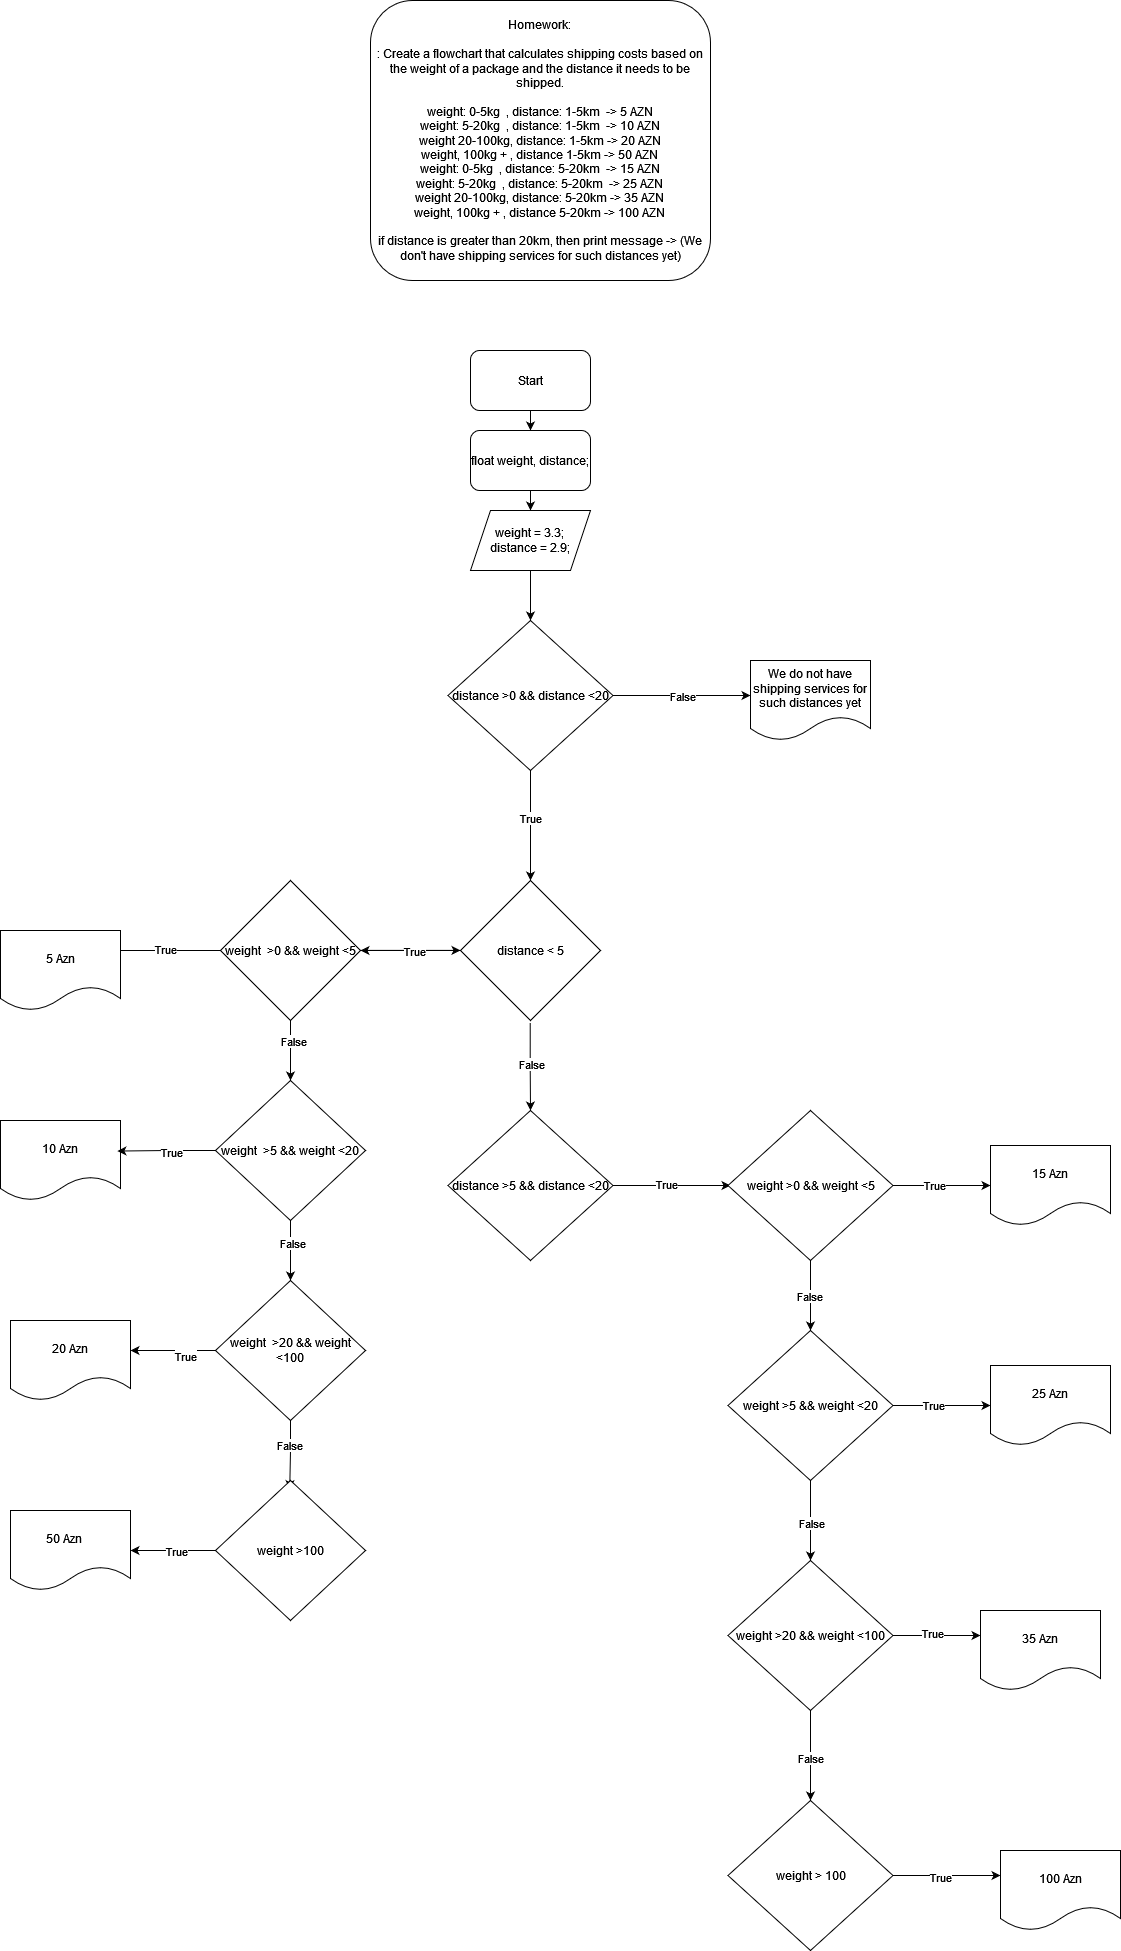 Homework:
: Create a flowchart that calculates shipping costs based on
the weight of a package and the distance it needs to be
shipped.
weight: 0-5kg , distance: 1-5km -> 5 AZN
weight: 5-20kg , distance: 1-5km -> 10 AZN
weight 20-100kg, distance: 1-5km -> 20 AZN
weight, 100kg + , distance 1-5km -> 50 AZN
weight: 0-5kg , distance: 5-20km -> 15 AZN
weight: 5-20kg , distance: 5-20km -> 25 AZN
weight 20-100kg, distance: 5-20km -> 35 AZN
weight, 100kg + , distance 5-20km -> 100 AZN
if distance is greater than 20km, then print message -> (We
don't have shipping services for such distances yet)
Start
float weight, distance;
weight = 3.3;
distance = 2.9;
distance >0 && distance <20
False
We do not have
shipping services for
such distances yet
True
distance < 5
True
weight >0 && weight <5
True
5 Azn
False
weight >5 && weight <20
True
10 Azn
False
weight >20 && weight
<100
True
20 Azn
False
weight >100
True
50 Azn
False
distance >5 && distance <20
True
weight >0 && weight <5
True
15 Azn
False
weight >5 && weight <20
True
25 Azn
False
weight >20 && weight <100
True
35 Azn
False
weight > 100
True
100 Azn